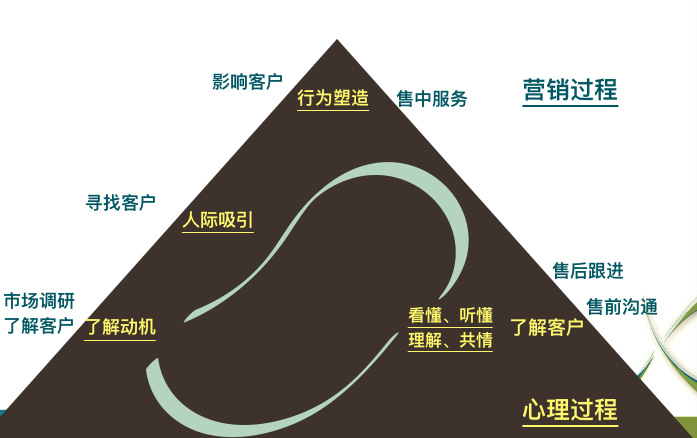 影响客户
行为塑造
售中服务
营销过程
寻找客户
人际吸引
售后跟进
市场调研
了解客户
了解动机
看懂、听懂
理解、共情
了解客户
售前沟通
心理过程